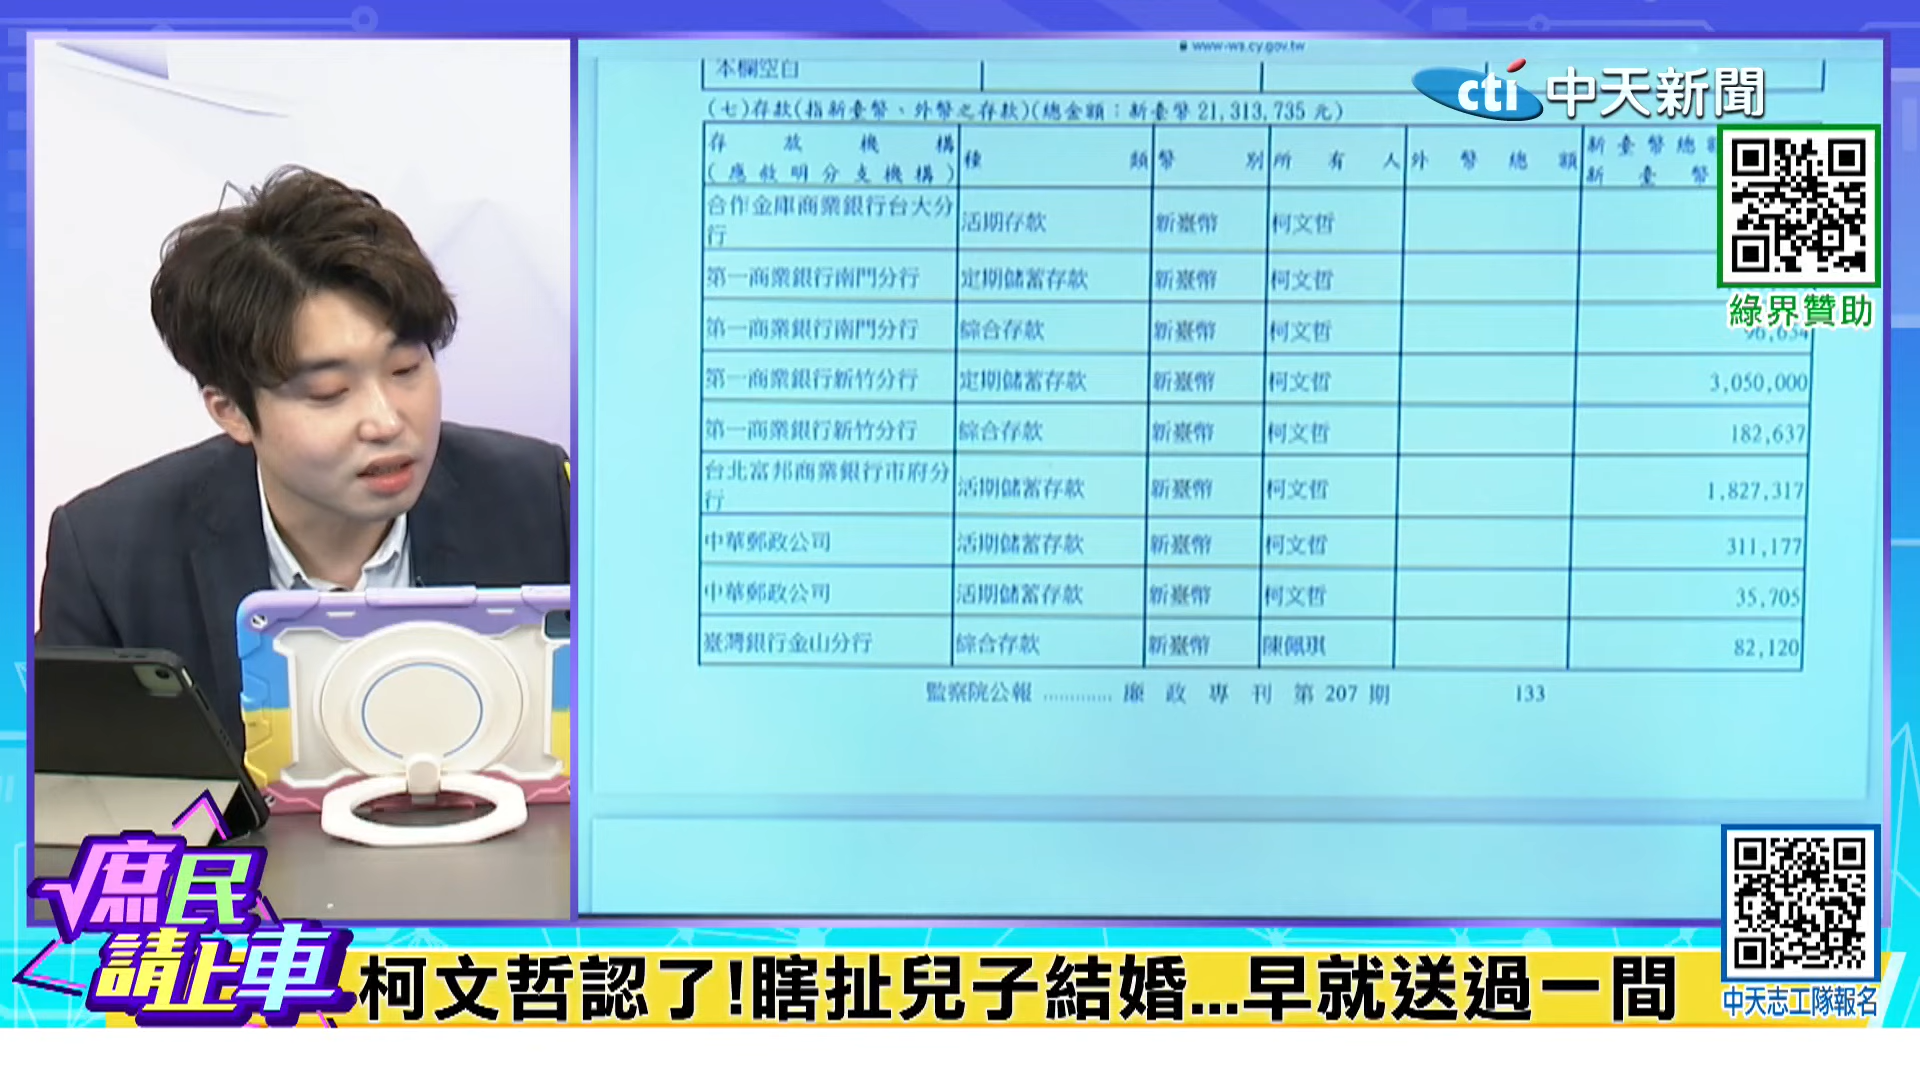 www-ws.cy.gov.tw
cti 中天新聞
本欄空白
(七)存款(指新臺幣、外幣之存款)(總金額：新臺幣 21,313,735 元)
存放機構 種類 幣別 所有人 外幣總額 新臺幣總
(應敘明分支機構) 新臺幣
合作金庫商業銀行台大分行 活期存款 新臺幣 柯文哲
第一商業銀行南門分行 定期儲蓄存款 新臺幣 柯文哲
第一商業銀行南門分行 綜合存款 新臺幣 柯文哲 96,634
第一商業銀行新竹分行 定期儲蓄存款 新臺幣 柯文哲 3,050,000
第一商業銀行新竹分行 綜合存款 新臺幣 柯文哲 182,637
台北富邦商業銀行市府分行 活期儲蓄存款 新臺幣 柯文哲 1,827,317
中華郵政公司 活期儲蓄存款 新臺幣 柯文哲 311,177
中華郵政公司 活期儲蓄存款 新臺幣 柯文哲 35,705
臺灣銀行金山分行 綜合存款 新臺幣 陳佩琪 82,120
監察院公報 ............. 廉政專刊第 207 期 133
綠界贊助
庶民
請上車
柯文哲認了!瞎扯兒子結婚...早就送過一間
中天志工隊報名